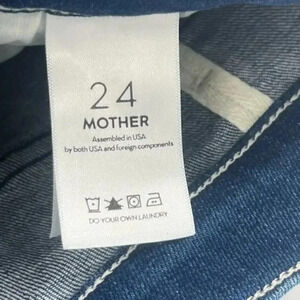 24
MOTHER
Assembled in USA
by both USA and foreign components
DO YOUR OWN LAUNDRY